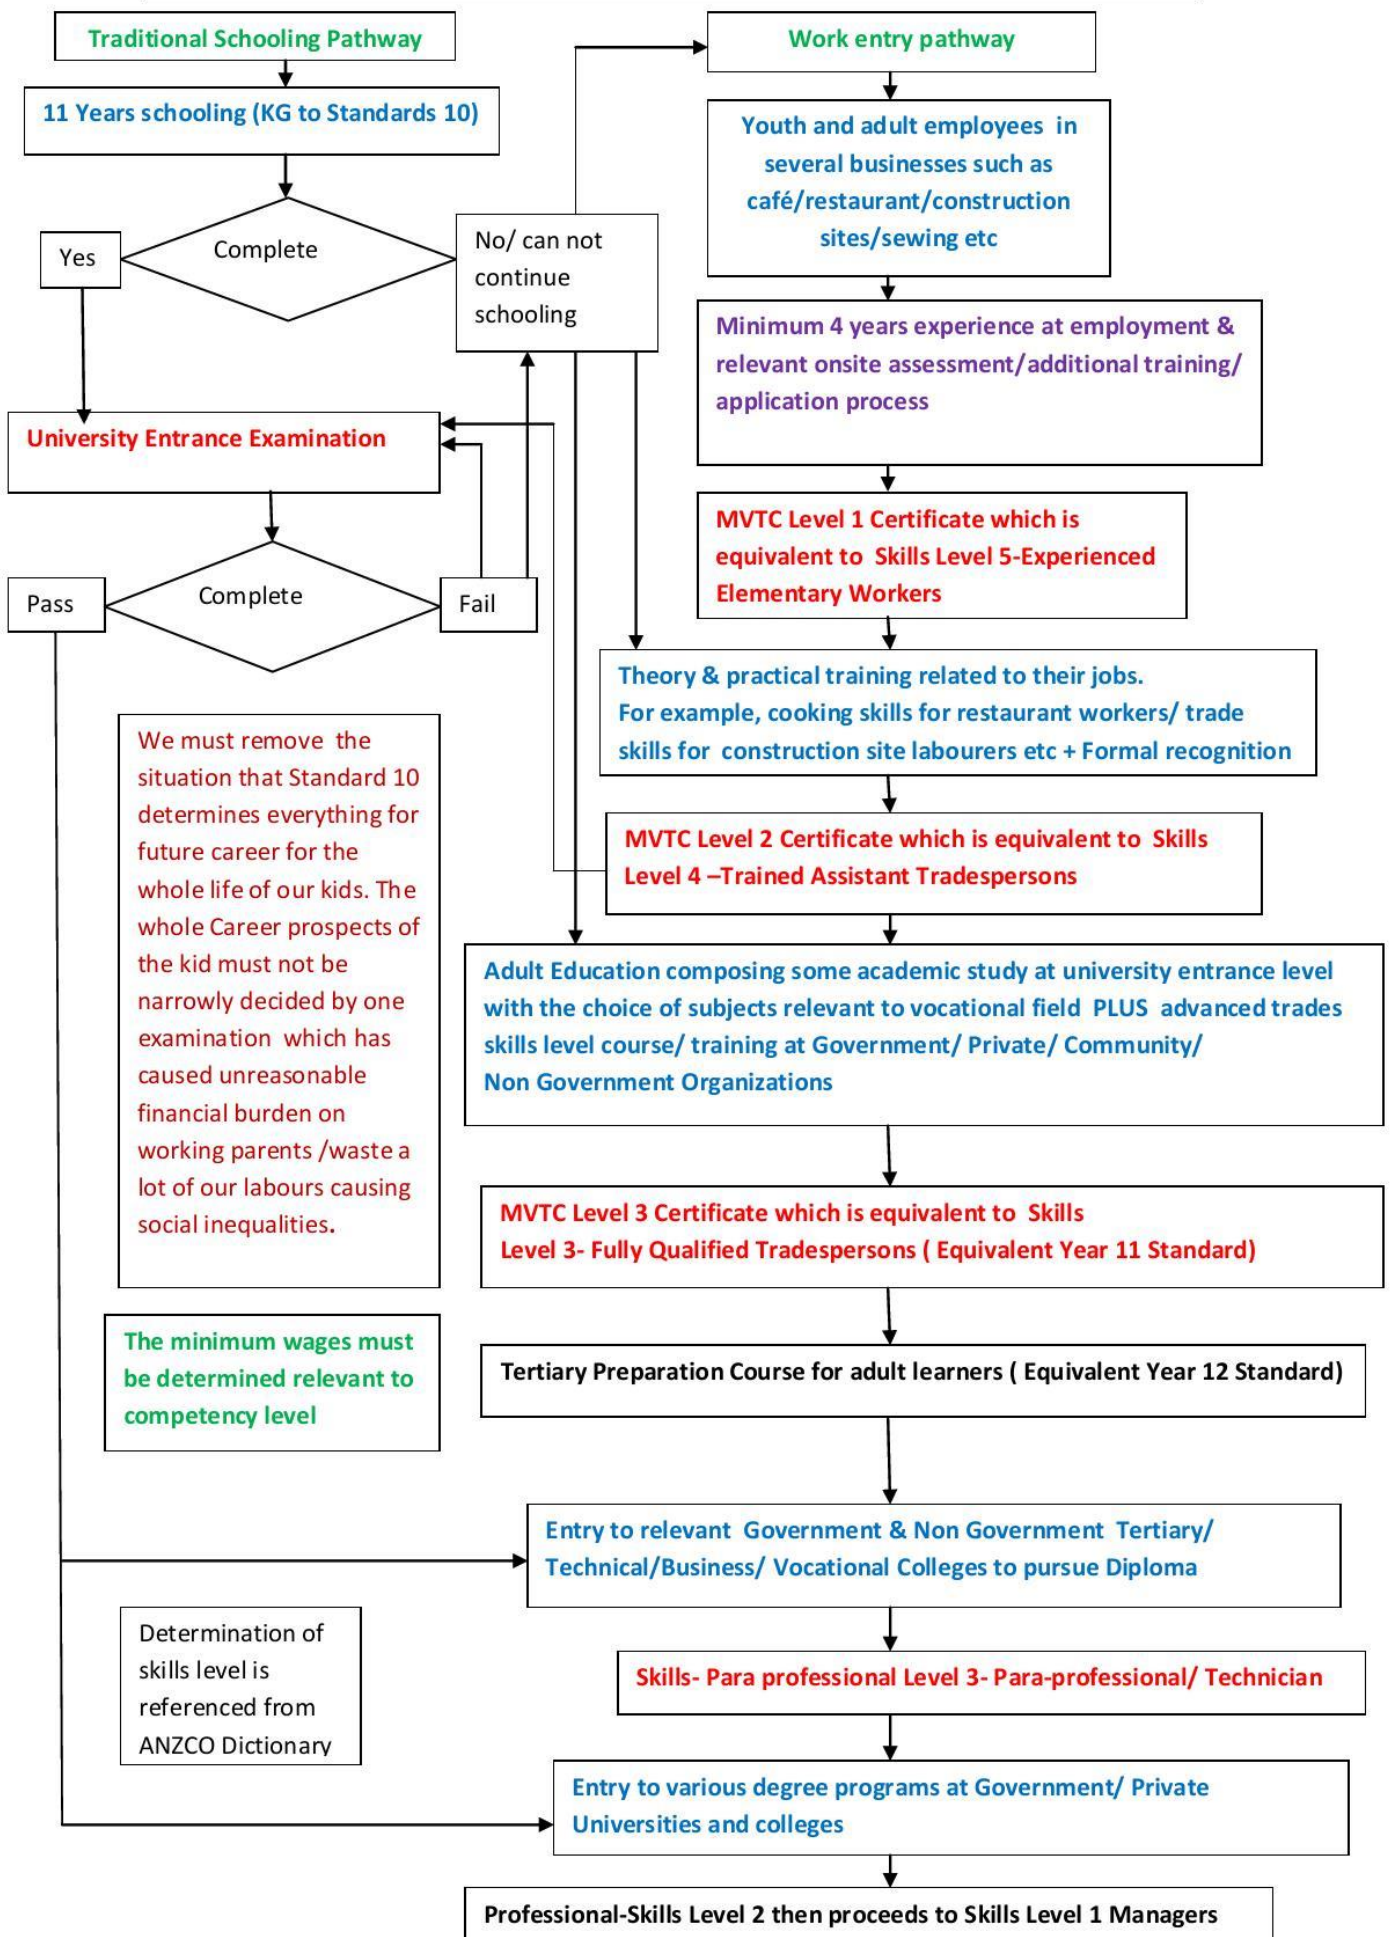 Traditional Schooling Pathway
11 Years schooling (KG to Standards 10)
Complete
Yes
No/ can not
continue
schooling
University Entrance Examination
Complete
Pass
Fail
We must remove the
situation that Standard 10
determines everything for
future career for the
whole life of our kids. The
whole Career prospects of
the kid must not be
narrowly decided by one
examination which has
caused unreasonable
financial burden on
working parents /waste a
lot of our labours causing
social inequalities.
The minimum wages must
be determined relevant to
competency level
Determination of
skills level is
referenced from
ANZCO Dictionary
Work entry pathway
Youth and adult employees in
several businesses such as
café/restaurant/construction
sites/sewing etc
Minimum 4 years experience at employment &
relevant onsite assessment/additional training/
application process
MVTC Level 1 Certificate which is
equivalent to Skills Level 5-Experienced
Elementary Workers
Theory & practical training related to their jobs.
For example, cooking skills for restaurant workers/ trade
skills for construction site labourers etc + Formal recognition
MVTC Level 2 Certificate which is equivalent to Skills
Level 4 –Trained Assistant Tradespersons
Adult Education composing some academic study at university entrance level
with the choice of subjects relevant to vocational field PLUS advanced trades
skills level course/ training at Government/ Private/ Community/
Non Government Organizations
MVTC Level 3 Certificate which is equivalent to Skills
Level 3- Fully Qualified Tradespersons ( Equivalent Year 11 Standard)
Tertiary Preparation Course for adult learners ( Equivalent Year 12 Standard)
Entry to relevant Government & Non Government Tertiary/
Technical/Business/ Vocational Colleges to pursue Diploma
Skills- Para professional Level 3- Para-professional/ Technician
Entry to various degree programs at Government/ Private
Universities and colleges
Professional-Skills Level 2 then proceeds to Skills Level 1 Managers